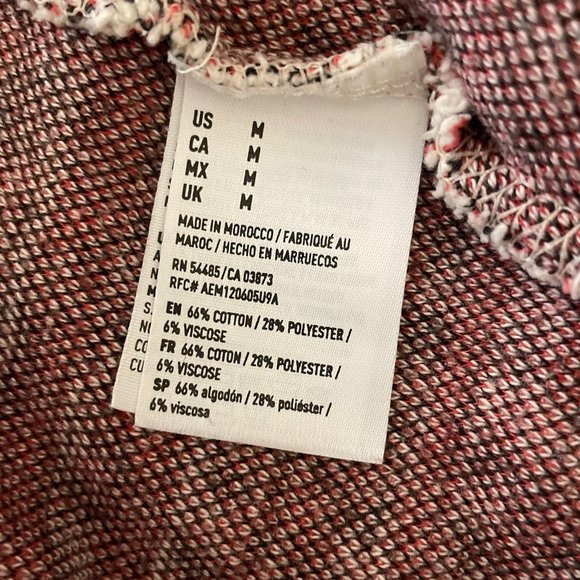 US M
CA M
MX M
UK M
MADE IN MOROCCO / FABRIQUÉ AU
MAROC / HECHO EN MARRUECOS
RN 54485/CA 03873
RFC# AEM120605U9A
EN 66% COTTON / 28% POLYESTER /
6% VISCOSE
FR 66% COTON / 28% POLYESTER /
6% VISCOSE
SP 66% algodón / 28% poliéster /
6% viscosa